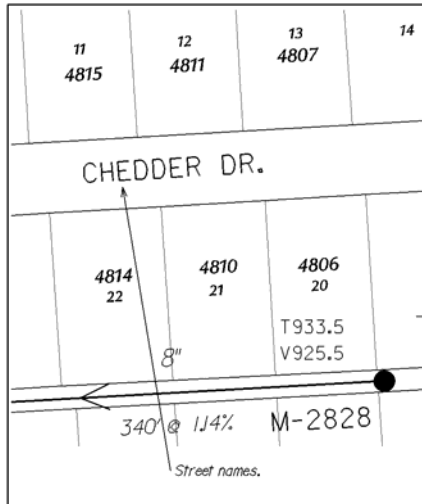 11
4815
12
4811
13
4807
14
CHEDDER DR.
4814
22
4810
21
4806
20
T933.5
V925.5
8"
340' @ 1.14%
M-2828
Street names.